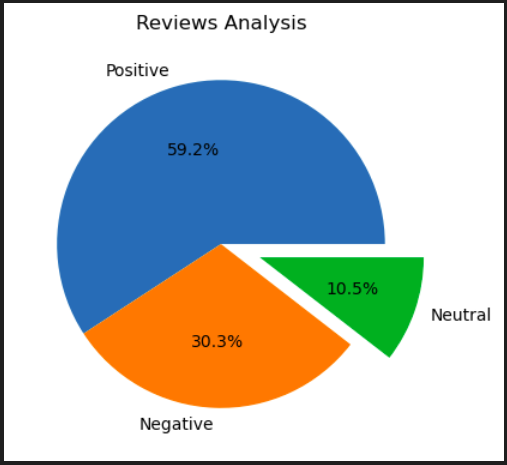 Reviews Analysis
Positive
59.2%
10.5%
Neutral
30.3%
Negative